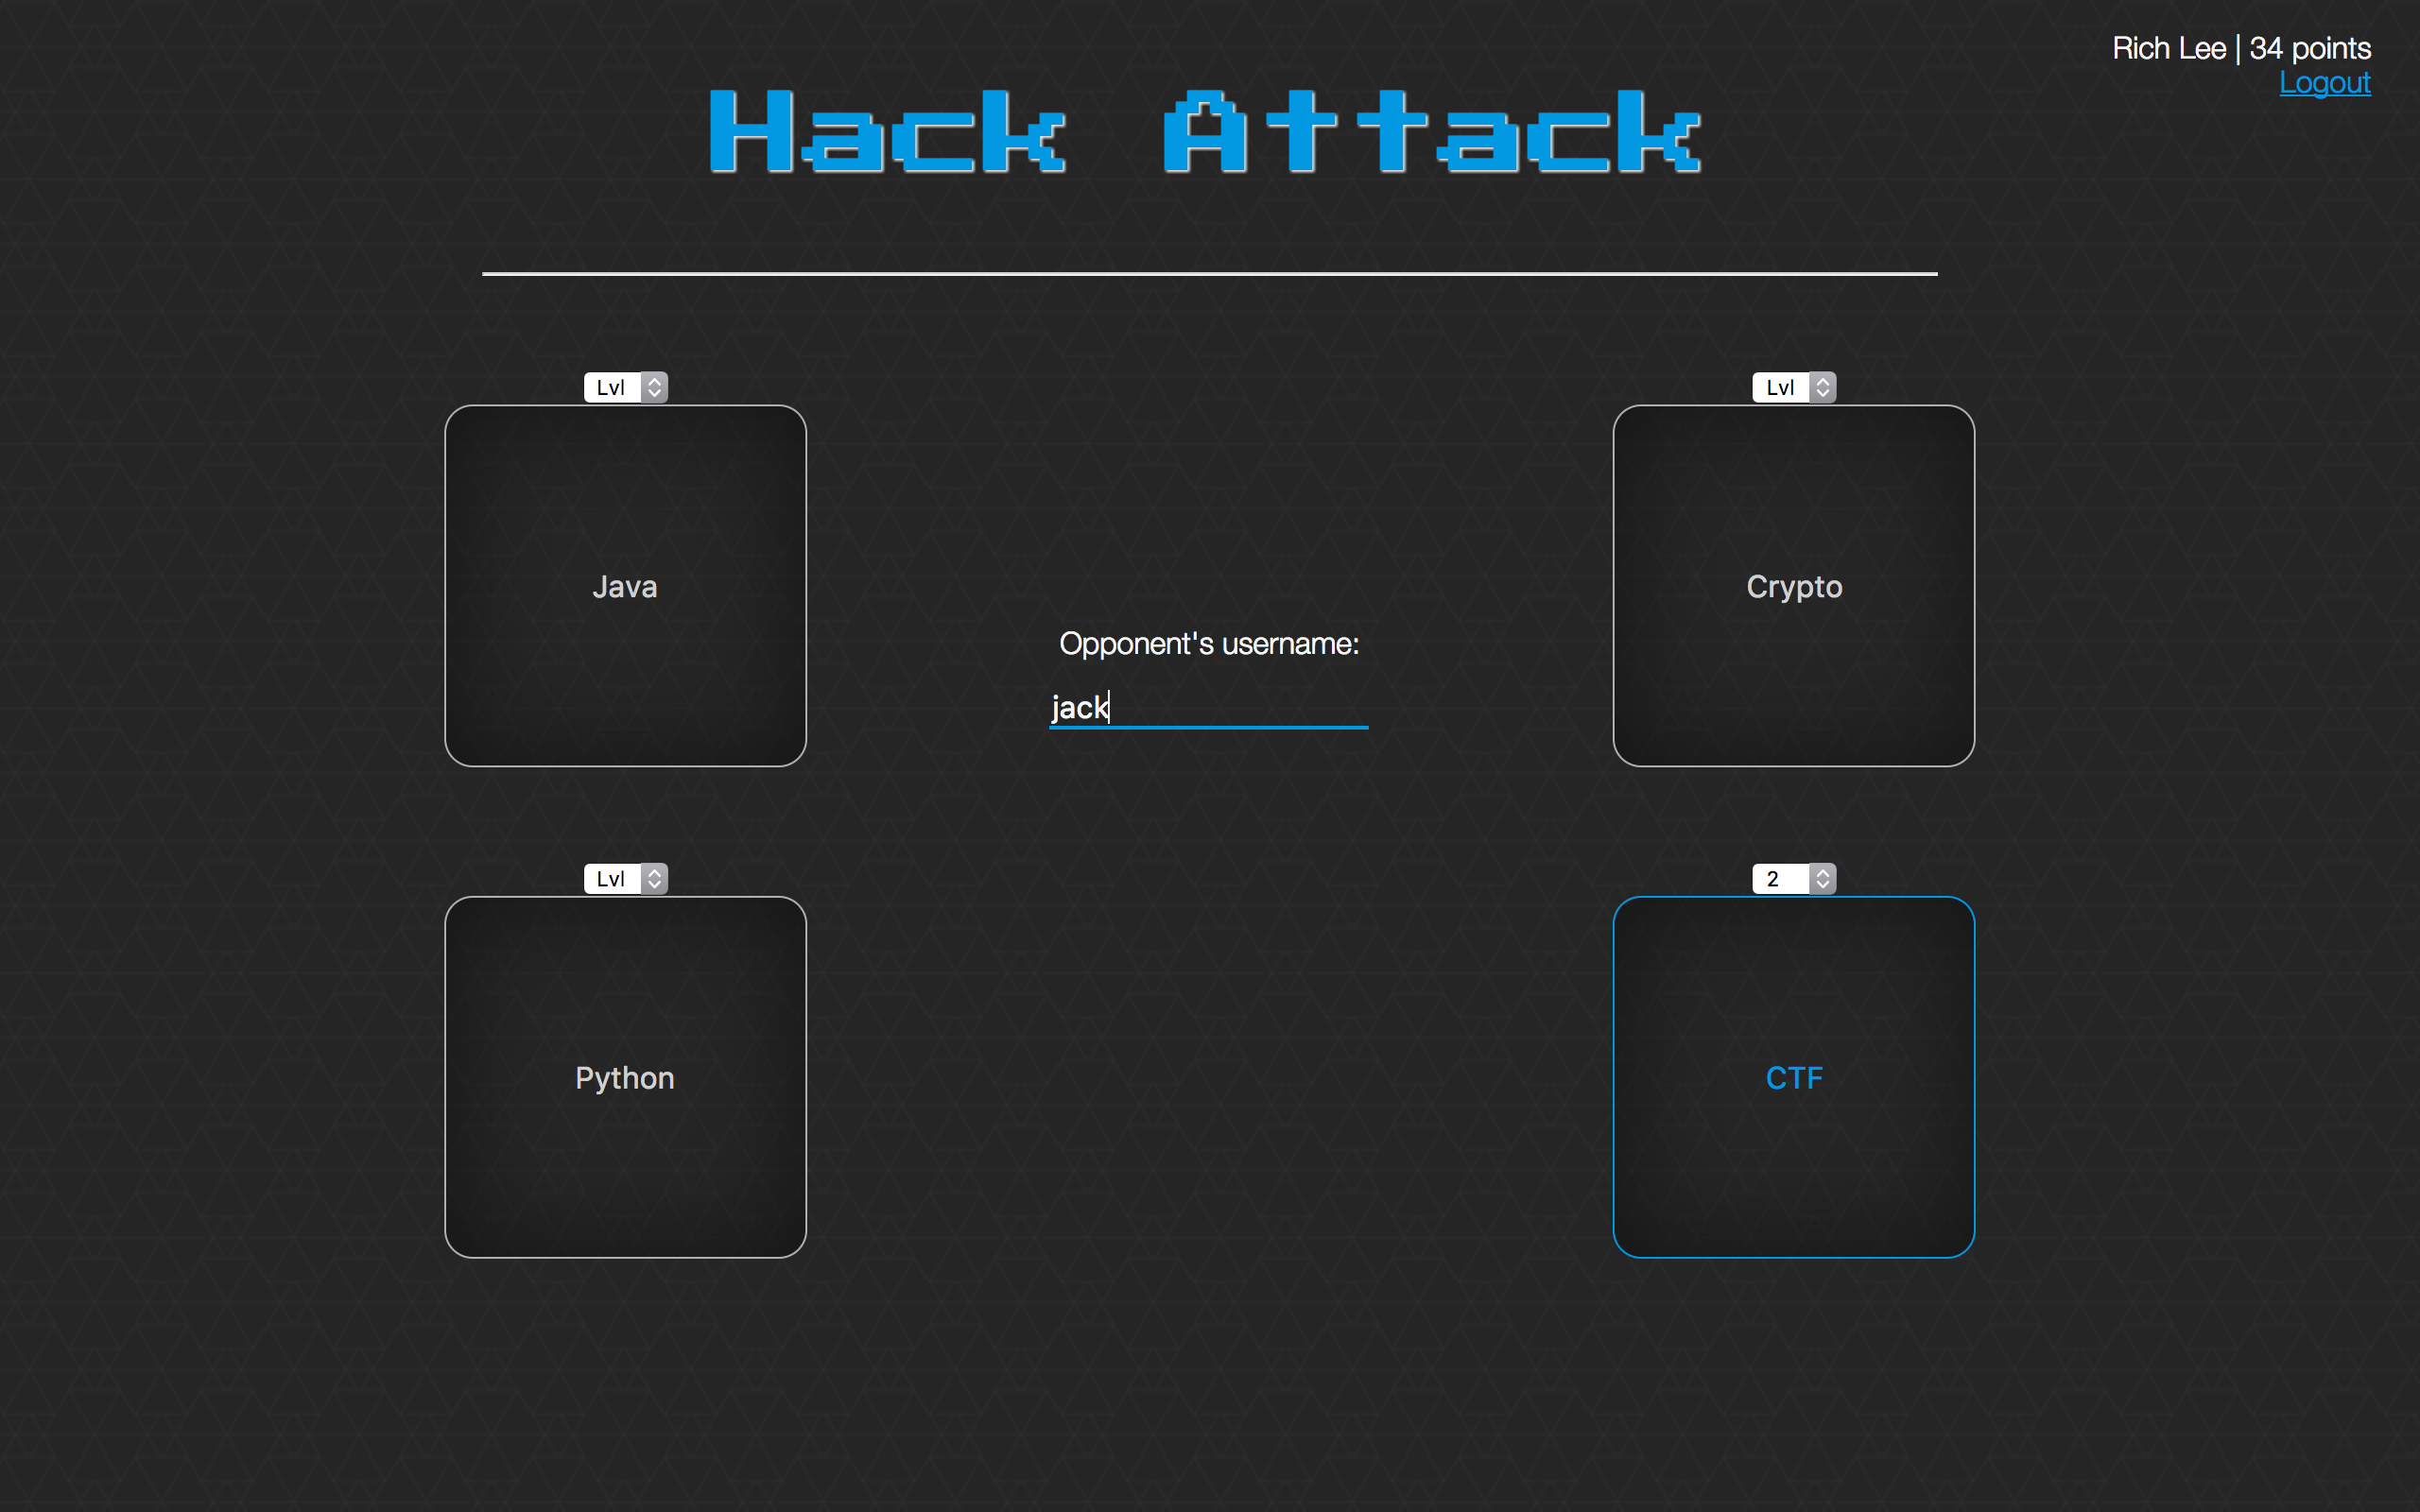 Rich Lee | 34 points
Logout
Hack Attack
Lvl
Lvl
Java
Crypto
Opponent's username:
jack
Lvl
2
Python
CTF